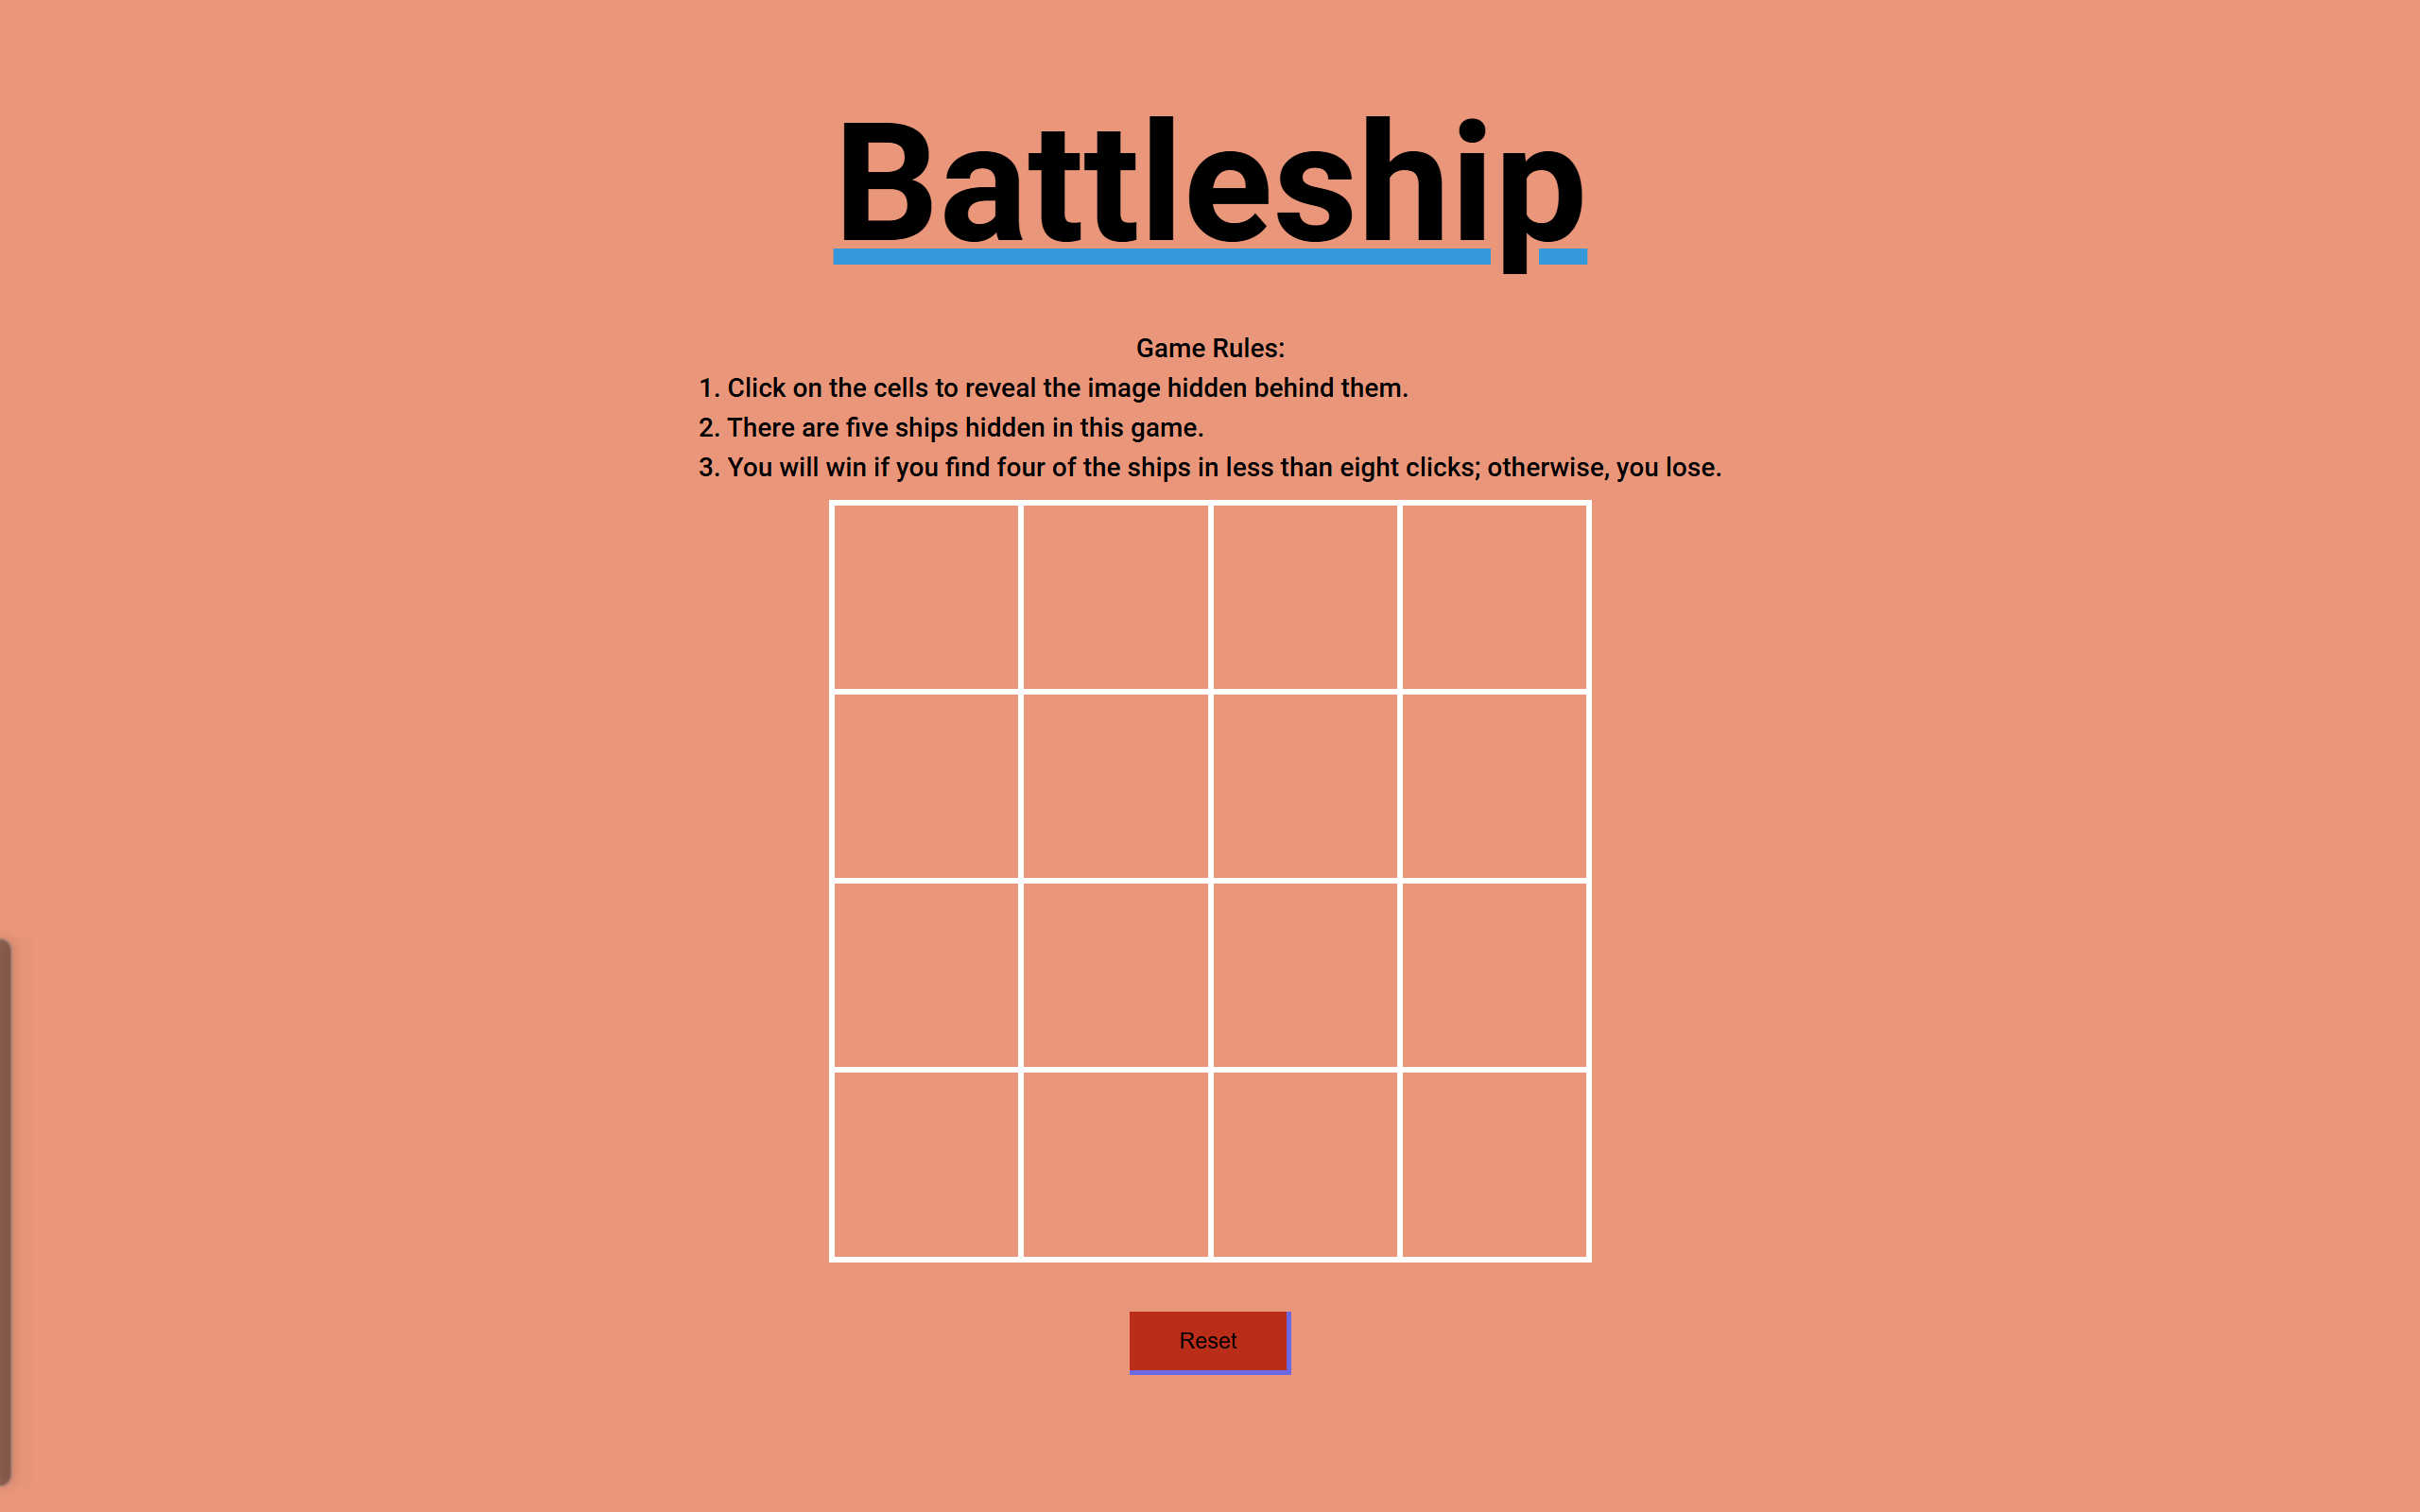 Battleship
Game Rules:
1. Click on the cells to reveal the image hidden behind them.
2. There are five ships hidden in this game.
3. You will win if you find four of the ships in less than eight clicks; otherwise, you lose.
Reset